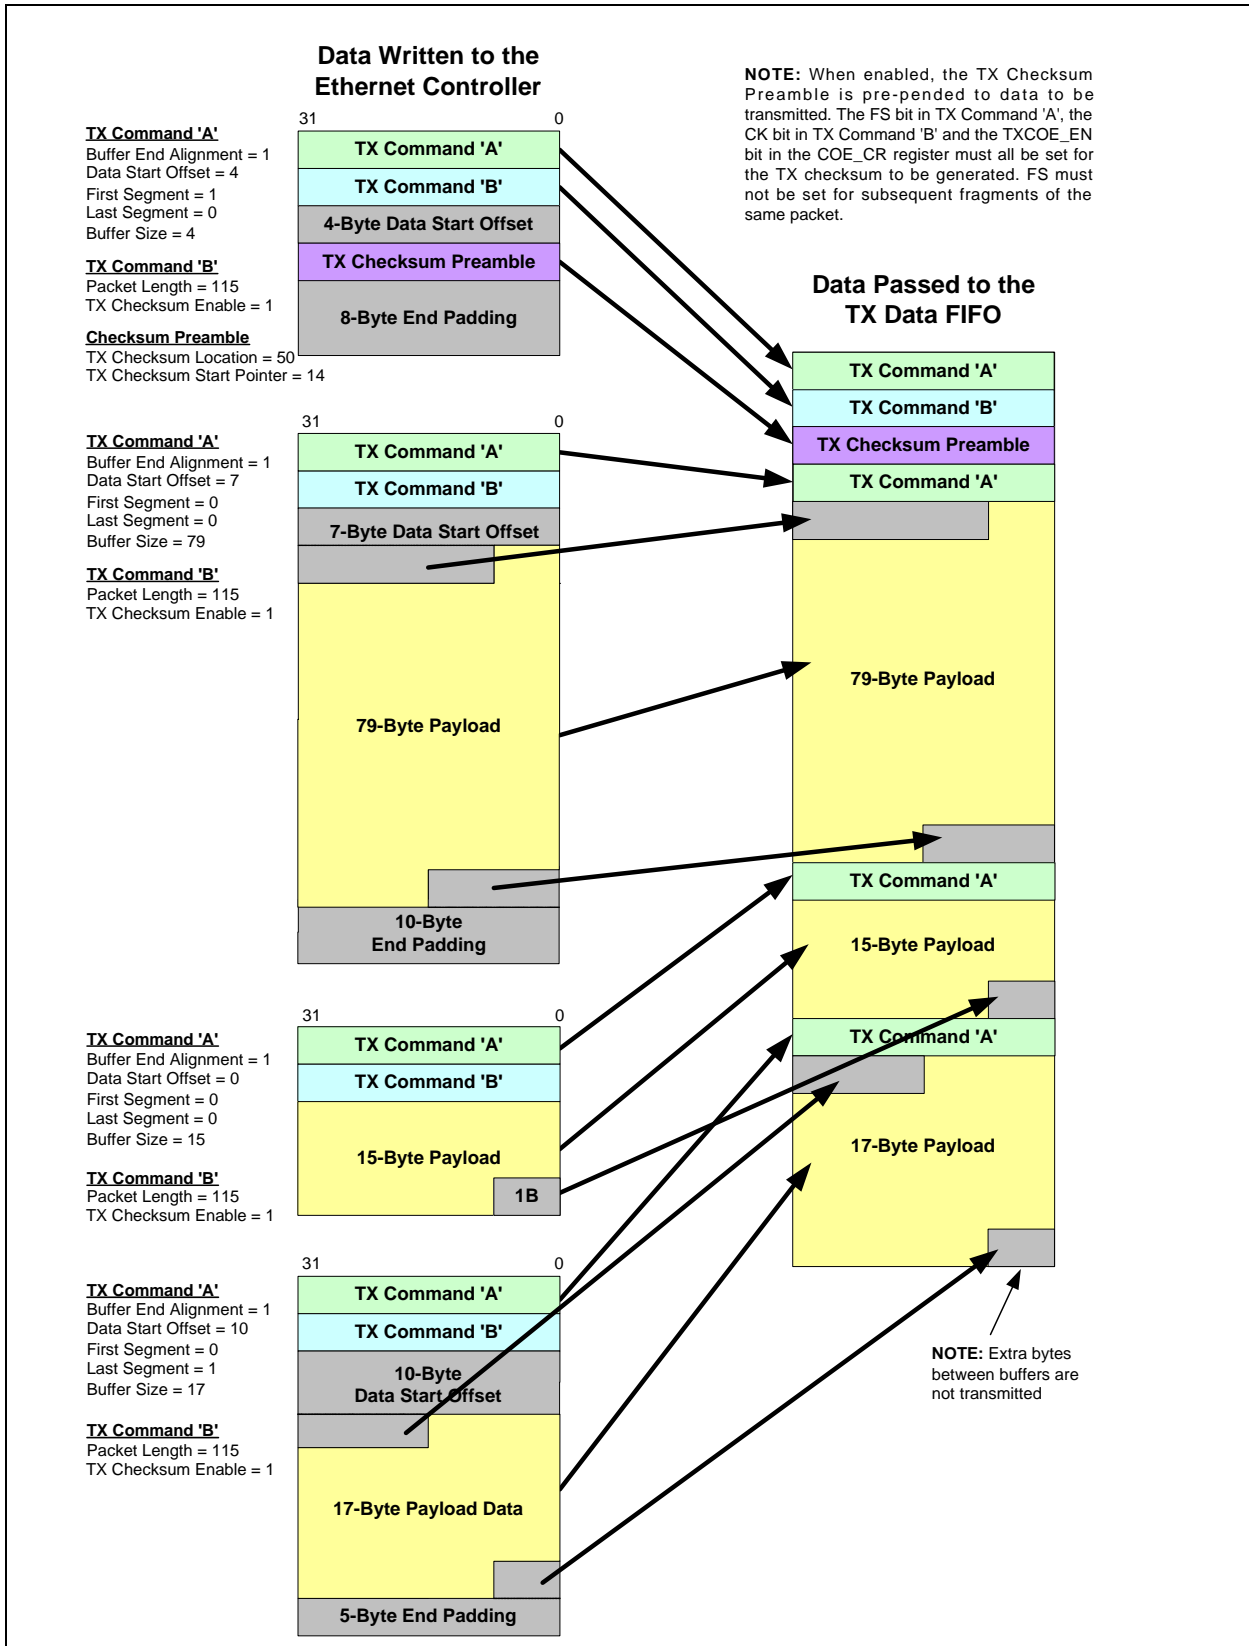 Data Written to the
Ethernet Controller
NOTE: When enabled, the TX Checksum
Preamble is pre-pended to data to be
transmitted. The FS bit in TX Command 'A', the
CK bit in TX Command 'B' and the TXCOE_EN
bit in the COE_CR register must all be set for
the TX checksum to be generated. FS must
not be set for subsequent fragments of the
same packet.
31 0
TX Command 'A'
Buffer End Alignment = 1
Data Start Offset = 4
First Segment = 1
Last Segment = 0
Buffer Size = 4
TX Command 'B'
Packet Length = 115
TX Checksum Enable = 1
Checksum Preamble
TX Checksum Location = 50
TX Checksum Start Pointer = 14
TX Command 'A'
TX Command 'B'
4-Byte Data Start Offset
TX Checksum Preamble
8-Byte End Padding
31 0
TX Command 'A'
Buffer End Alignment = 1
Data Start Offset = 7
First Segment = 0
Last Segment = 0
Buffer Size = 79
TX Command 'B'
Packet Length = 115
TX Checksum Enable = 1
TX Command 'A'
TX Command 'B'
7-Byte Data Start Offset
79-Byte Payload
10-Byte
End Padding
31 0
TX Command 'A'
Buffer End Alignment = 1
Data Start Offset = 0
First Segment = 0
Last Segment = 0
Buffer Size = 15
TX Command 'B'
Packet Length = 115
TX Checksum Enable = 1
TX Command 'A'
TX Command 'B'
15-Byte Payload
1B
31 0
TX Command 'A'
Buffer End Alignment = 1
Data Start Offset = 10
First Segment = 0
Last Segment = 1
Buffer Size = 17
TX Command 'B'
Packet Length = 115
TX Checksum Enable = 1
TX Command 'A'
TX Command 'B'
10-Byte
Data Start Offset
17-Byte Payload Data
5-Byte End Padding
Data Passed to the
TX Data FIFO
TX Command 'A'
TX Command 'B'
TX Checksum Preamble
TX Command 'A'
79-Byte Payload
TX Command 'A'
15-Byte Payload
TX Command 'A'
17-Byte Payload
NOTE: Extra bytes
between buffers are
not transmitted